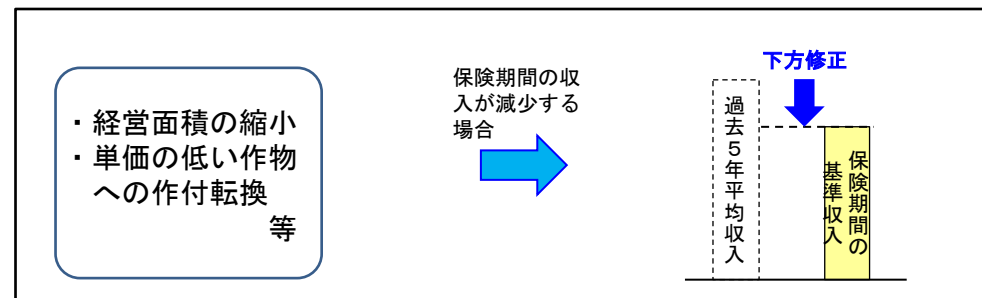 ・経営面積の縮小
・単価の低い作物
への作付転換
等
保険期間の収
入が減少する
場合
下方修正
過去５年平均収入
保険期間の
基準収入